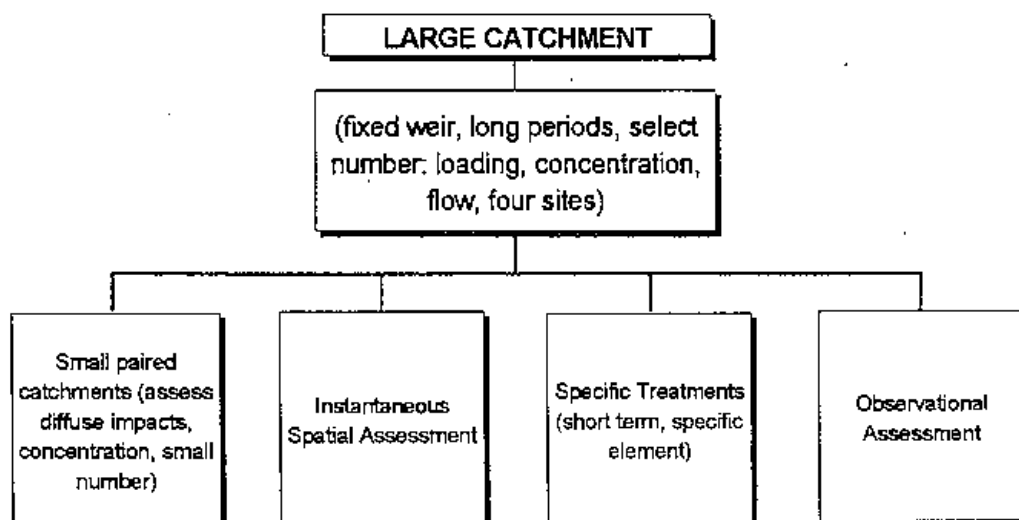 LARGE CATCHMENT
(fixed weir, long periods, select
number: loading, concentration,
flow, four sites)
Small paired
catchments (assess
diffuse impacts,
concentration, small
number)
Instantaneous
Spatial Assessment
Specific Treatments
(short term, specific
element)
Observational
Assessment